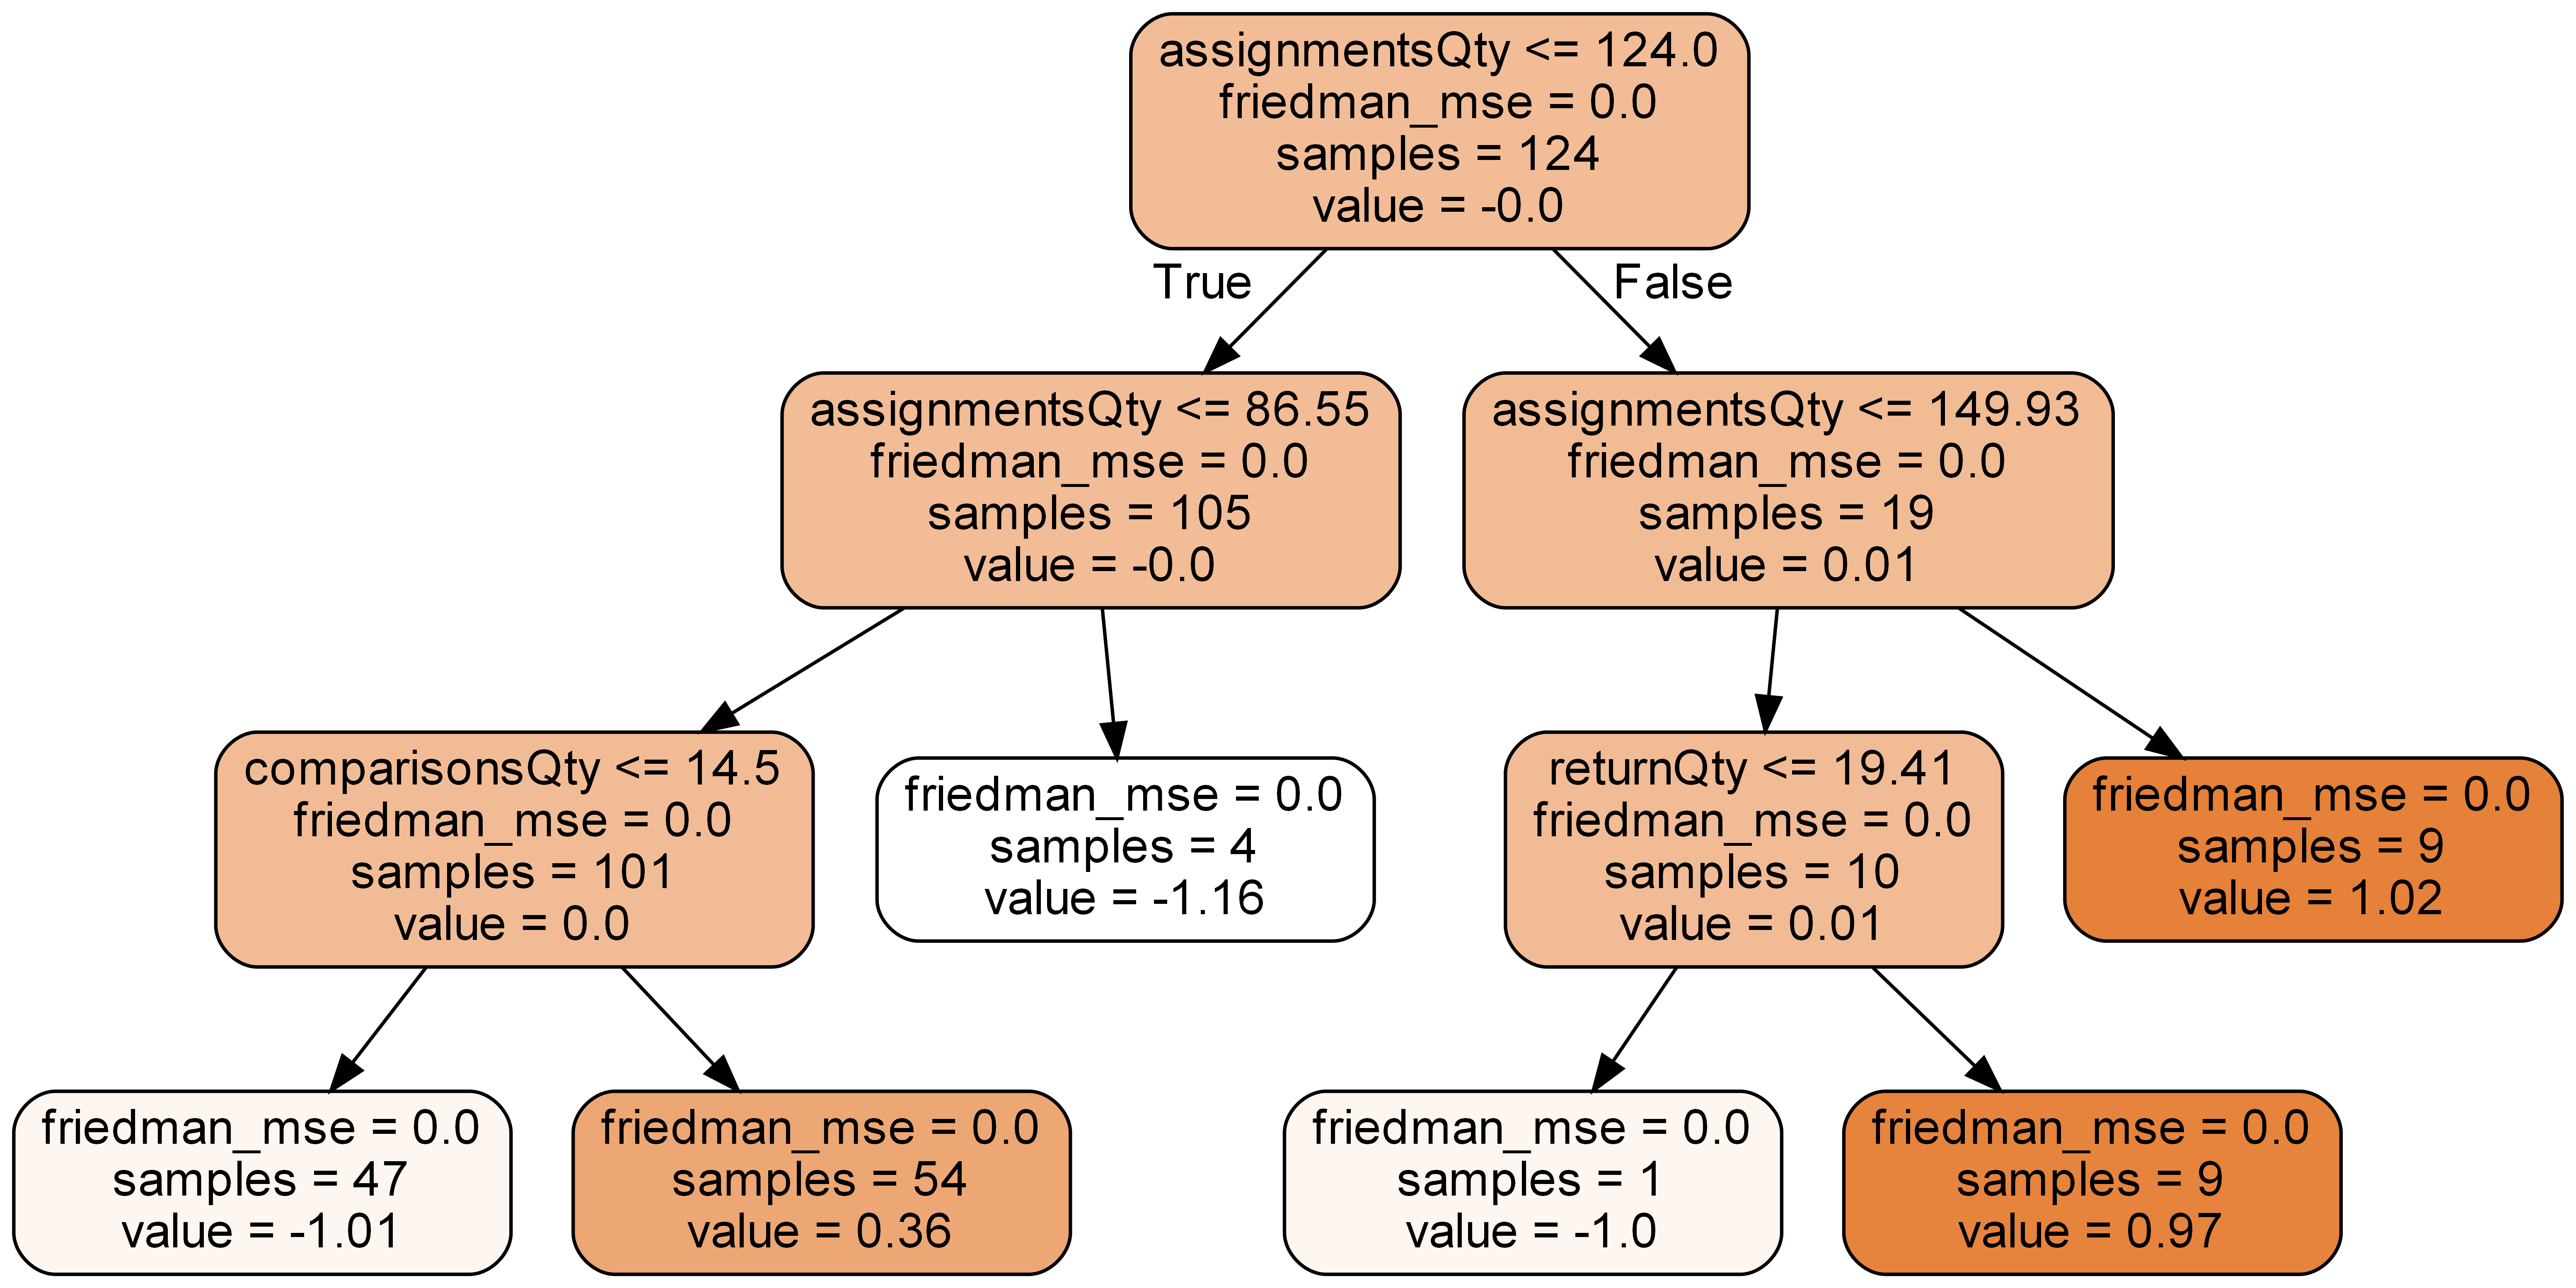 assignmentsQty <= 124.0
friedman_mse = 0.0
samples = 124
value = -0.0
True
False
assignmentsQty <= 86.55
friedman_mse = 0.0
samples = 105
value = -0.0
assignmentsQty <= 149.93
friedman_mse = 0.0
samples = 19
value = 0.01
comparisonsQty <= 14.5
friedman_mse = 0.0
samples = 101
value = 0.0
friedman_mse = 0.0
samples = 4
value = -1.16
returnQty <= 19.41
friedman_mse = 0.0
samples = 10
value = 0.01
friedman_mse = 0.0
samples = 9
value = 1.02
friedman_mse = 0.0
samples = 47
value = -1.01
friedman_mse = 0.0
samples = 54
value = 0.36
friedman_mse = 0.0
samples = 1
value = -1.0
friedman_mse = 0.0
samples = 9
value = 0.97